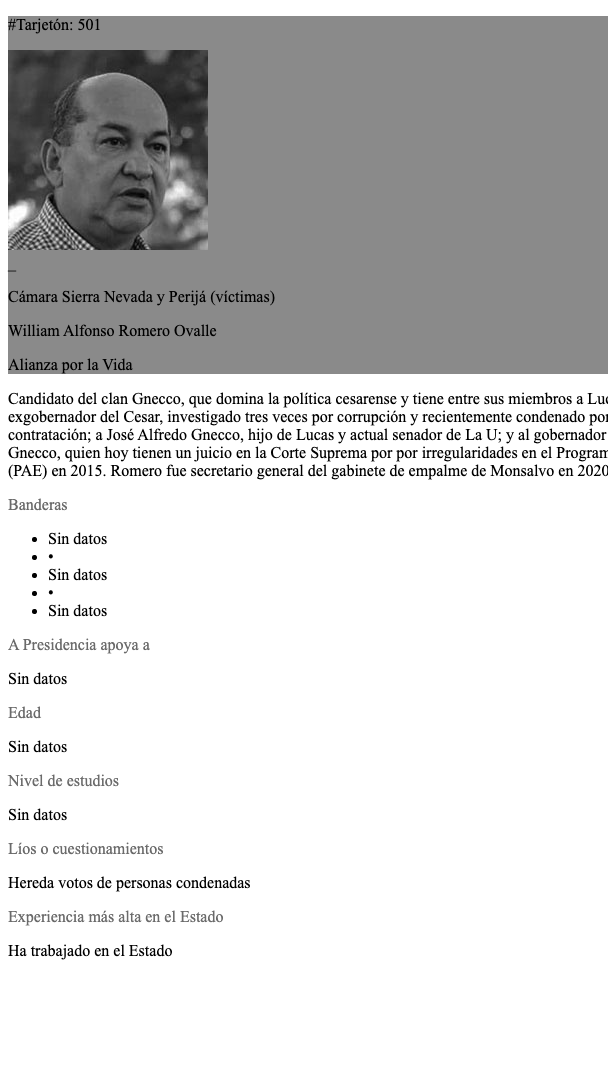 #Tarjetón: 501
_
Cámara Sierra Nevada y Perijá (víctimas)
William Alfonso Romero Ovalle
Alianza por la Vida
Candidato del clan Gnecco, que domina la política cesarense y tiene entre sus miembros a
exgobernador del Cesar, investigado tres veces por corrupción y recientemente condenado
contratación; a José Alfredo Gnecco, hijo de Lucas y actual senador de La U; y al gobernador
Gnecco, quien hoy tienen un juicio en la Corte Suprema por por irregularidades en el
(PAE) en 2015. Romero fue secretario general del gabinete de empalme de Monsalvo en 2020
Banderas
• Sin datos
• •
• Sin datos
• •
• Sin datos
A Presidencia apoya a
Sin datos
Edad
Sin datos
Nivel de estudios
Sin datos
Líos o cuestionamientos
Hereda votos de personas condenadas
Experiencia más alta en el Estado
Ha trabajado en el Estado